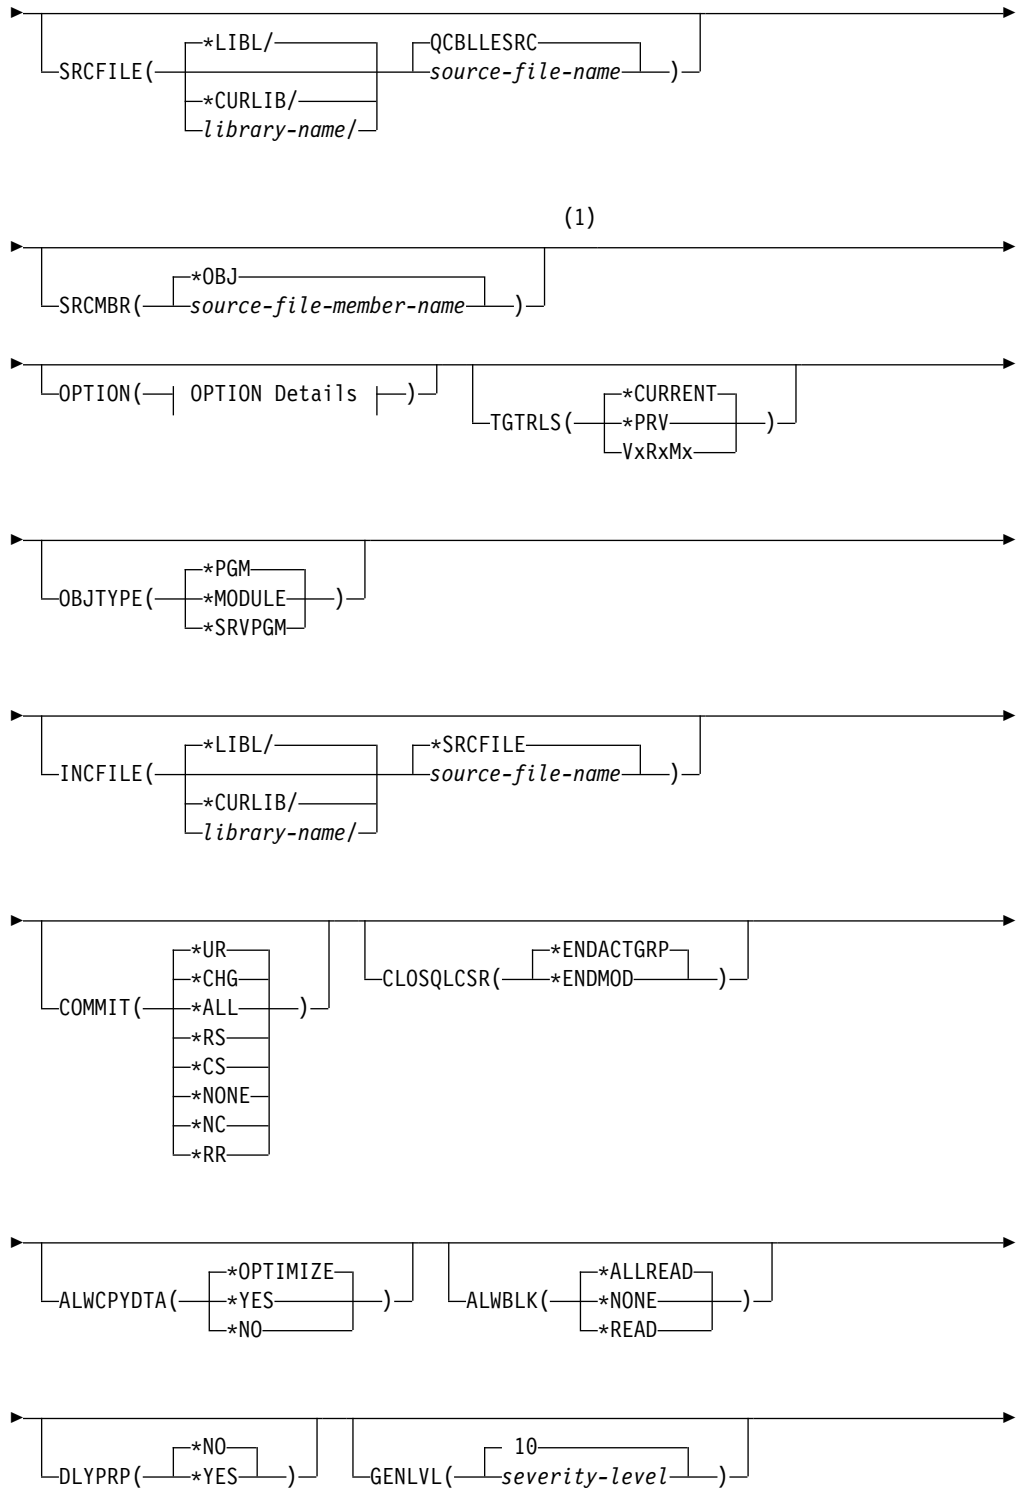 *LIBL/ QCBLLESRC
SRCFILE( source-file-name )
*CURLIB/
library-name/
(1)
*OBJ
SRCMBR( source-file-member-name )
OPTION( OPTION Details ) *CURRENT
TGTRLS( *PRV )
VxRxMx
*PGM
OBJTYPE( *MODULE )
*SRVPGM
*LIBL/ *SRCFILE
INCFILE( source-file-name )
*CURLIB/
library-name/
*UR *ENDACTGRP
*CHG CLOSQLCSR( *ENDMOD )
COMMIT( *ALL )
*RS
*CS
*NONE
*NC
*RR
*OPTIMIZE *ALLREAD
ALWCPYDTA( *YES ) ALWBLK( *NONE )
*NO *READ
*NO 10
DLYPRP( *YES ) GENLVL( severity-level )